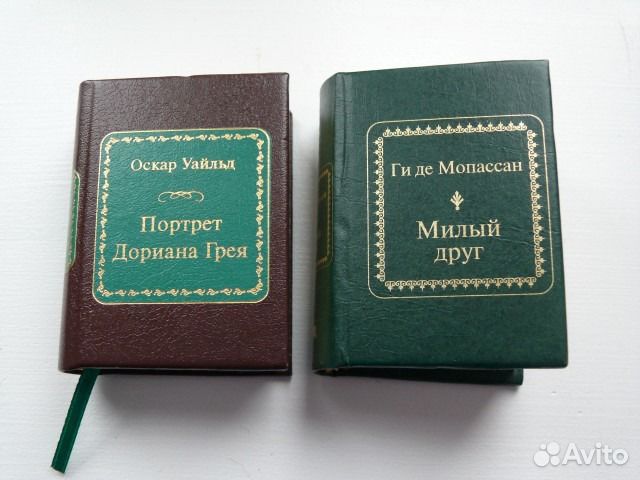 Оскар Уайльд
Портрет
Дориана Грея
Ги де Мопассан
Милый
друг
Avito